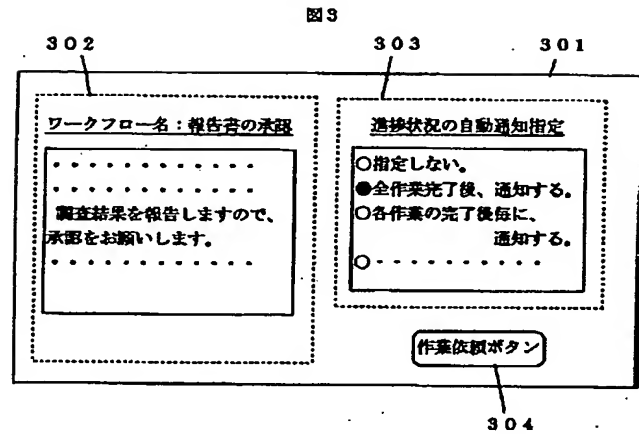 図3
302
303
301
ワークフロー名：報告書の承認
・・・・・・・・・・・・
・・・・・・・・・・・・
調査結果を報告しますので、
承認をお願いします。
・・・・・・・・・・・・
進捗状況の自動通知指定
○指定しない。
●全作業完了後、通知する。
○各作業の完了後毎に、
通知する。
○・・・・・・・・・・
作業依頼ボタン
304